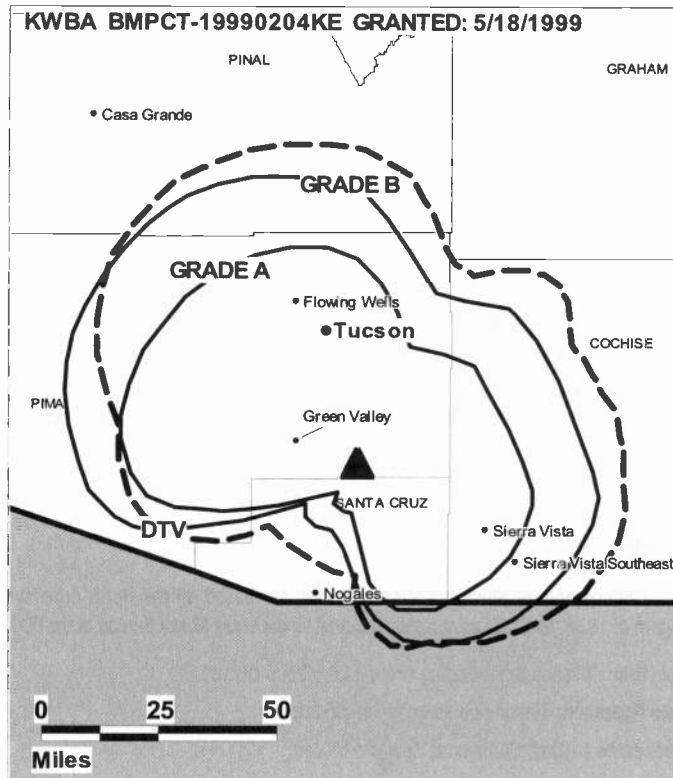 KWBA BMPCT-19990204KE GRANTED: 5/18/1999
PINAL
GRAHAM
Casa Grande
GRADE B
GRADE A
Flowing Wells
Tucson
COCHISE
PIMA
Green Valley
SANTA CRUZ
DTV
Sierra Vista
Sierra Vista Southeast
Nogales
0 25 50
Miles